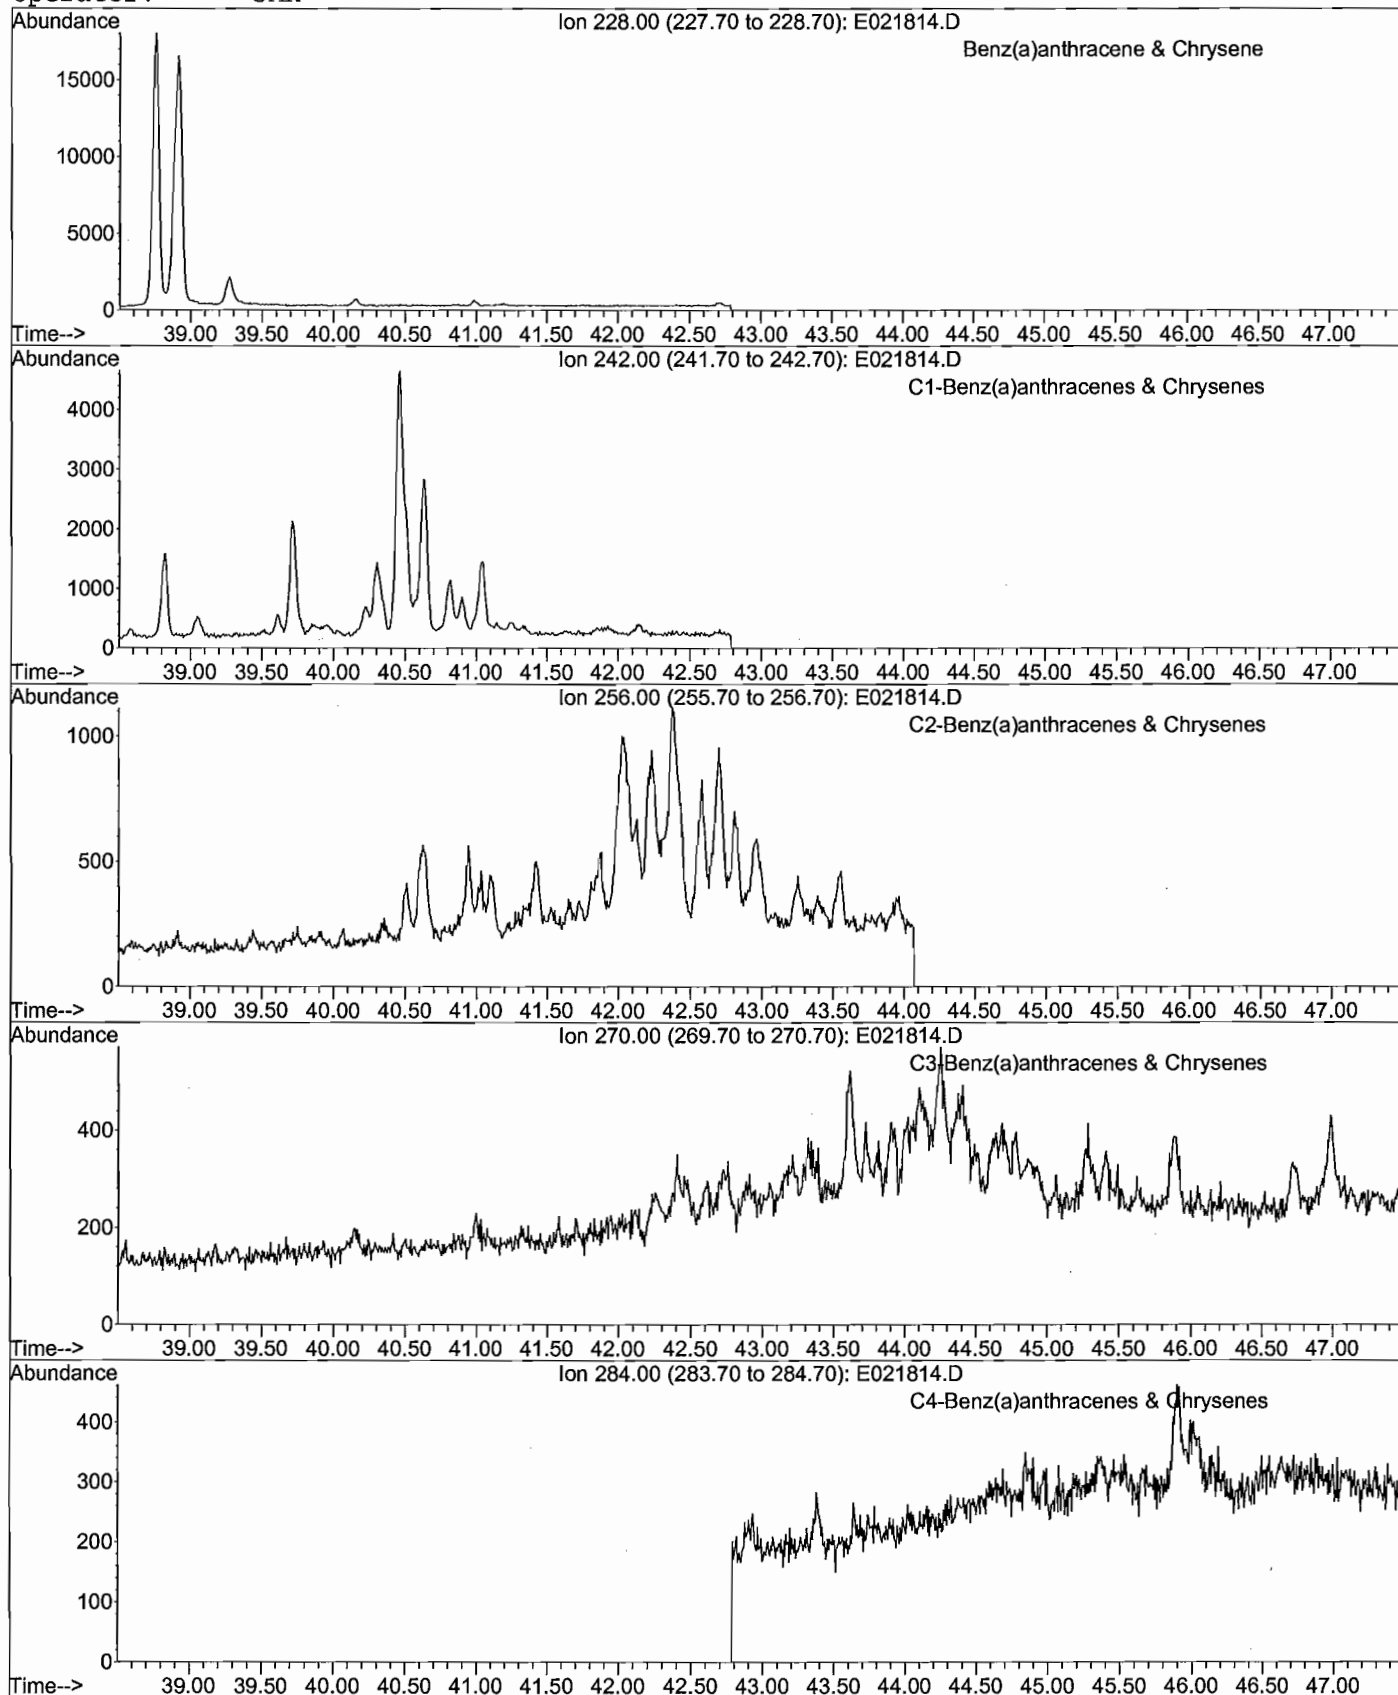 Abundance Ion 228.00 (227.70 to 228.70): E021814.D
Benz(a)anthracene & Chrysene
15000
10000
5000
0
Time--> 39.00 39.50 40.00 40.50 41.00 41.50 42.00 42.50 43.00 43.50 44.00 44.50 45.00 45.50 46.00 46.50 47.00
Abundance Ion 242.00 (241.70 to 242.70): E021814.D
C1-Benz(a)anthracenes & Chrysenes
4000
3000
2000
1000
0
Time--> 39.00 39.50 40.00 40.50 41.00 41.50 42.00 42.50 43.00 43.50 44.00 44.50 45.00 45.50 46.00 46.50 47.00
Abundance Ion 256.00 (255.70 to 256.70): E021814.D
C2-Benz(a)anthracenes & Chrysenes
1000
500
0
Time--> 39.00 39.50 40.00 40.50 41.00 41.50 42.00 42.50 43.00 43.50 44.00 44.50 45.00 45.50 46.00 46.50 47.00
Abundance Ion 270.00 (269.70 to 270.70): E021814.D
C3-Benz(a)anthracenes & Chrysenes
400
200
0
Time--> 39.00 39.50 40.00 40.50 41.00 41.50 42.00 42.50 43.00 43.50 44.00 44.50 45.00 45.50 46.00 46.50 47.00
Abundance Ion 284.00 (283.70 to 284.70): E021814.D
C4-Benz(a)anthracenes & Chrysenes
400
300
200
100
0
Time--> 39.00 39.50 40.00 40.50 41.00 41.50 42.00 42.50 43.00 43.50 44.00 44.50 45.00 45.50 46.00 46.50 47.00